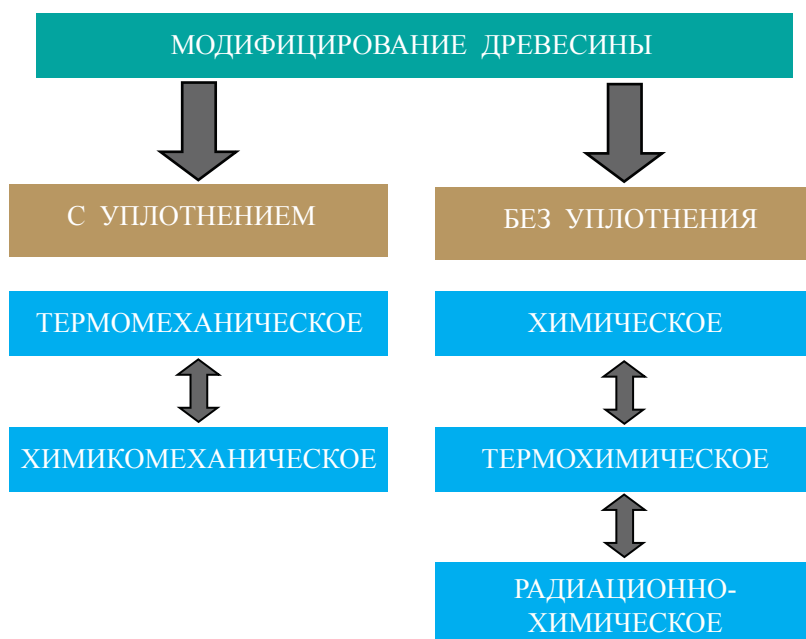 МОДИФИЦИРОВАНИЕ ДРЕВЕСИНЫ
С УПЛОТНЕНИЕМ
БЕЗ УПЛОТНЕНИЯ
ТЕРМОМЕХАНИЧЕСКОЕ
ХИМИЧЕСКОЕ
ХИМИКОМЕХАНИЧЕСКОЕ
ТЕРМОХИМИЧЕСКОЕ
РАДИАЦИОННО-
ХИМИЧЕСКОЕ